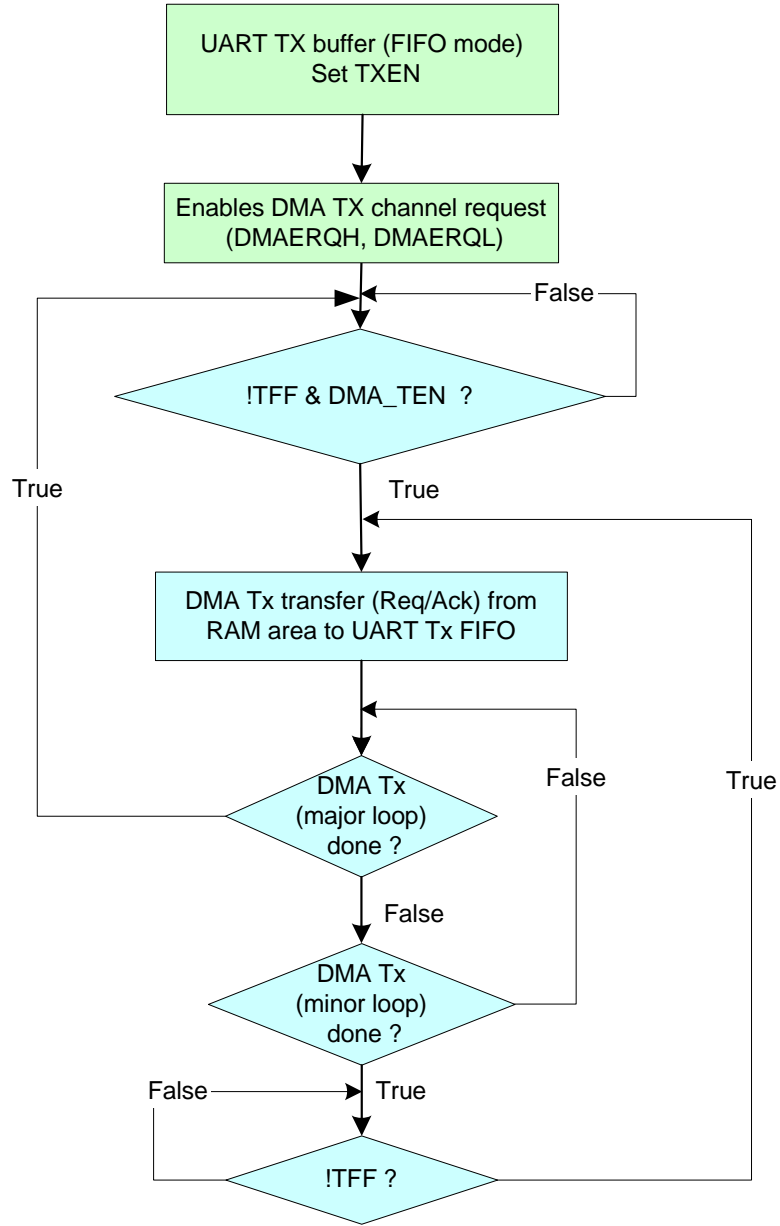 UART TX buffer (FIFO mode)
Set TXEN
Enables DMA TX channel request
(DMAERQH, DMAERQL)
False
!TFF & DMA_TEN ?
True
True
DMA Tx transfer (Req/Ack) from
RAM area to UART Tx FIFO
DMA Tx
(major loop)
done ?
False
True
False
DMA Tx
(minor loop)
done ?
False
True
!TFF ?